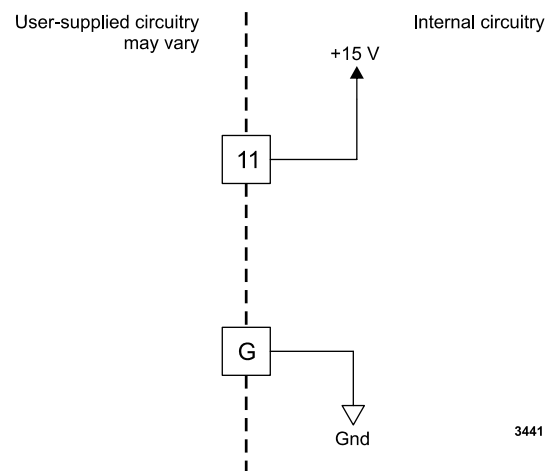 User-supplied circuitry
may vary
Internal circuitry
+15 V
11
G
Gnd
3441